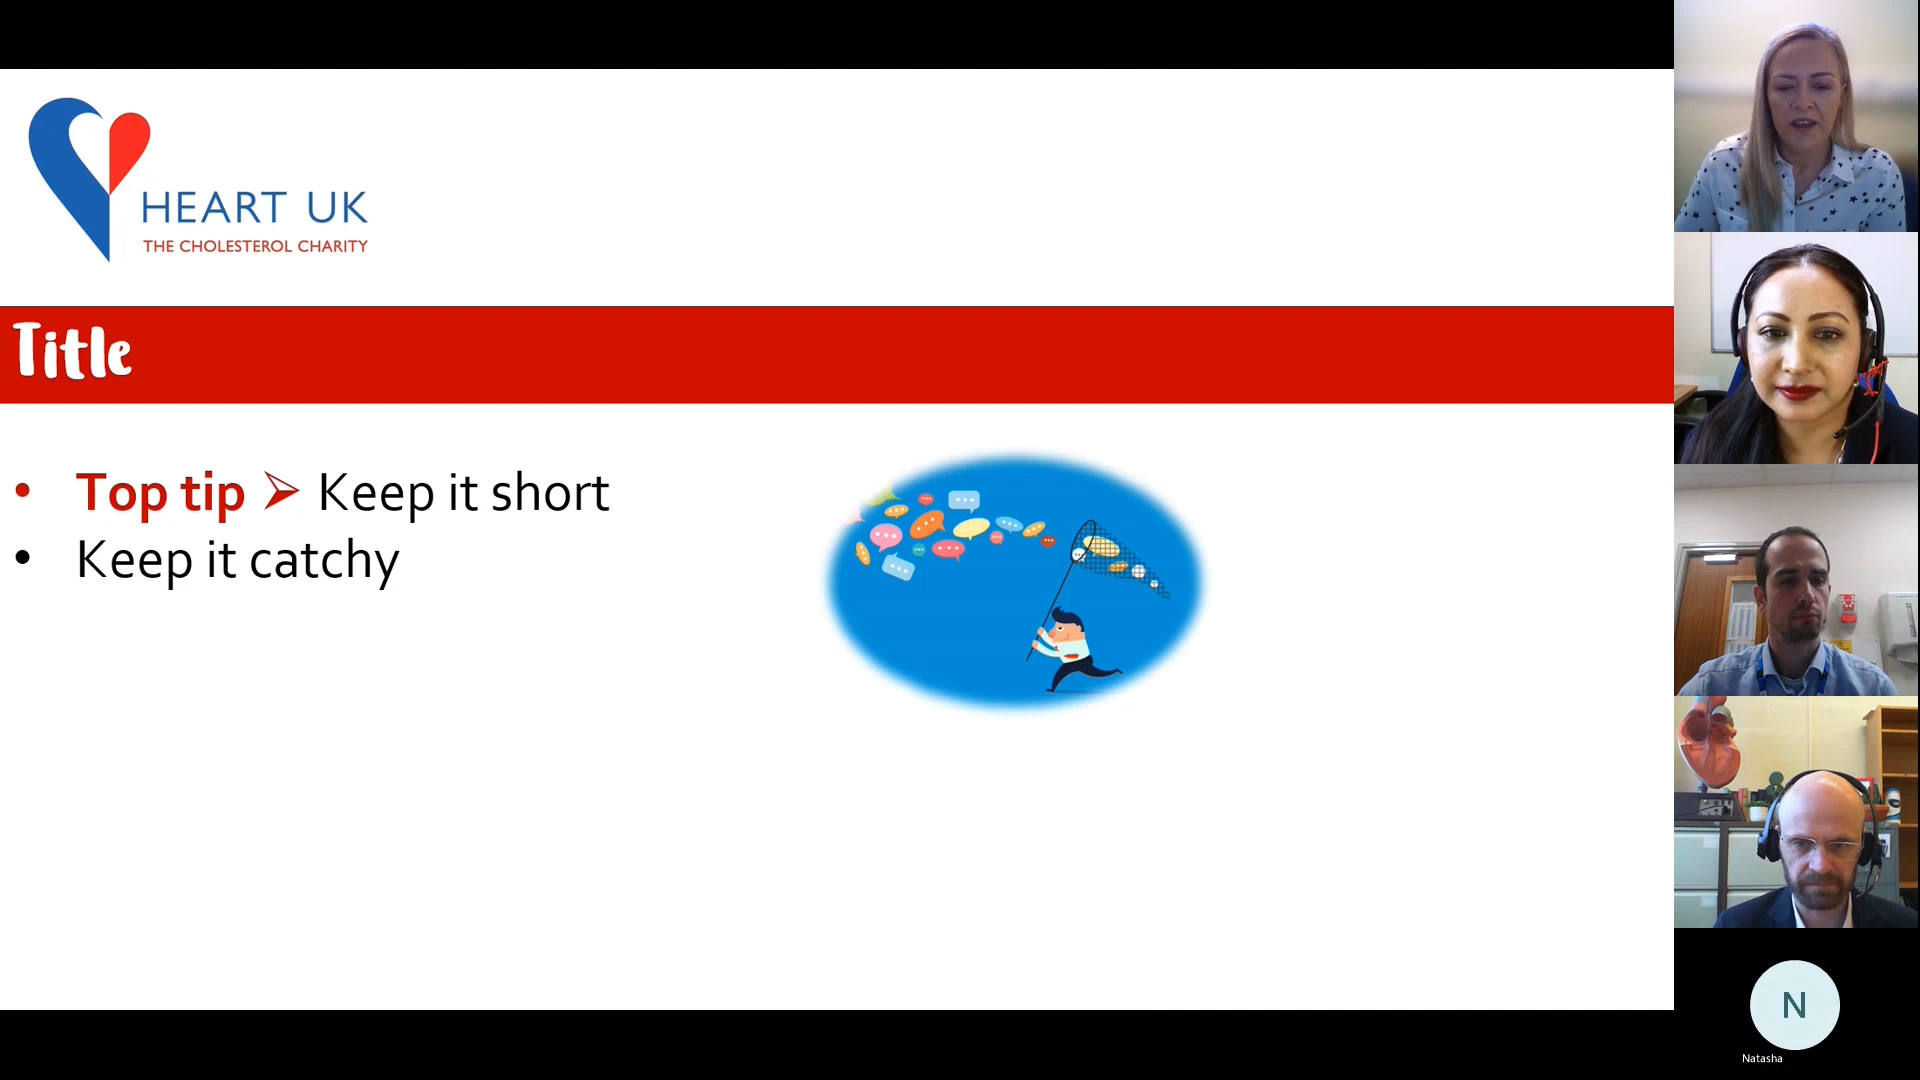 HEART UK
THE CHOLESTEROL CHARITY
Title
• Top tip ➢ Keep it short
• Keep it catchy
N
Natasha